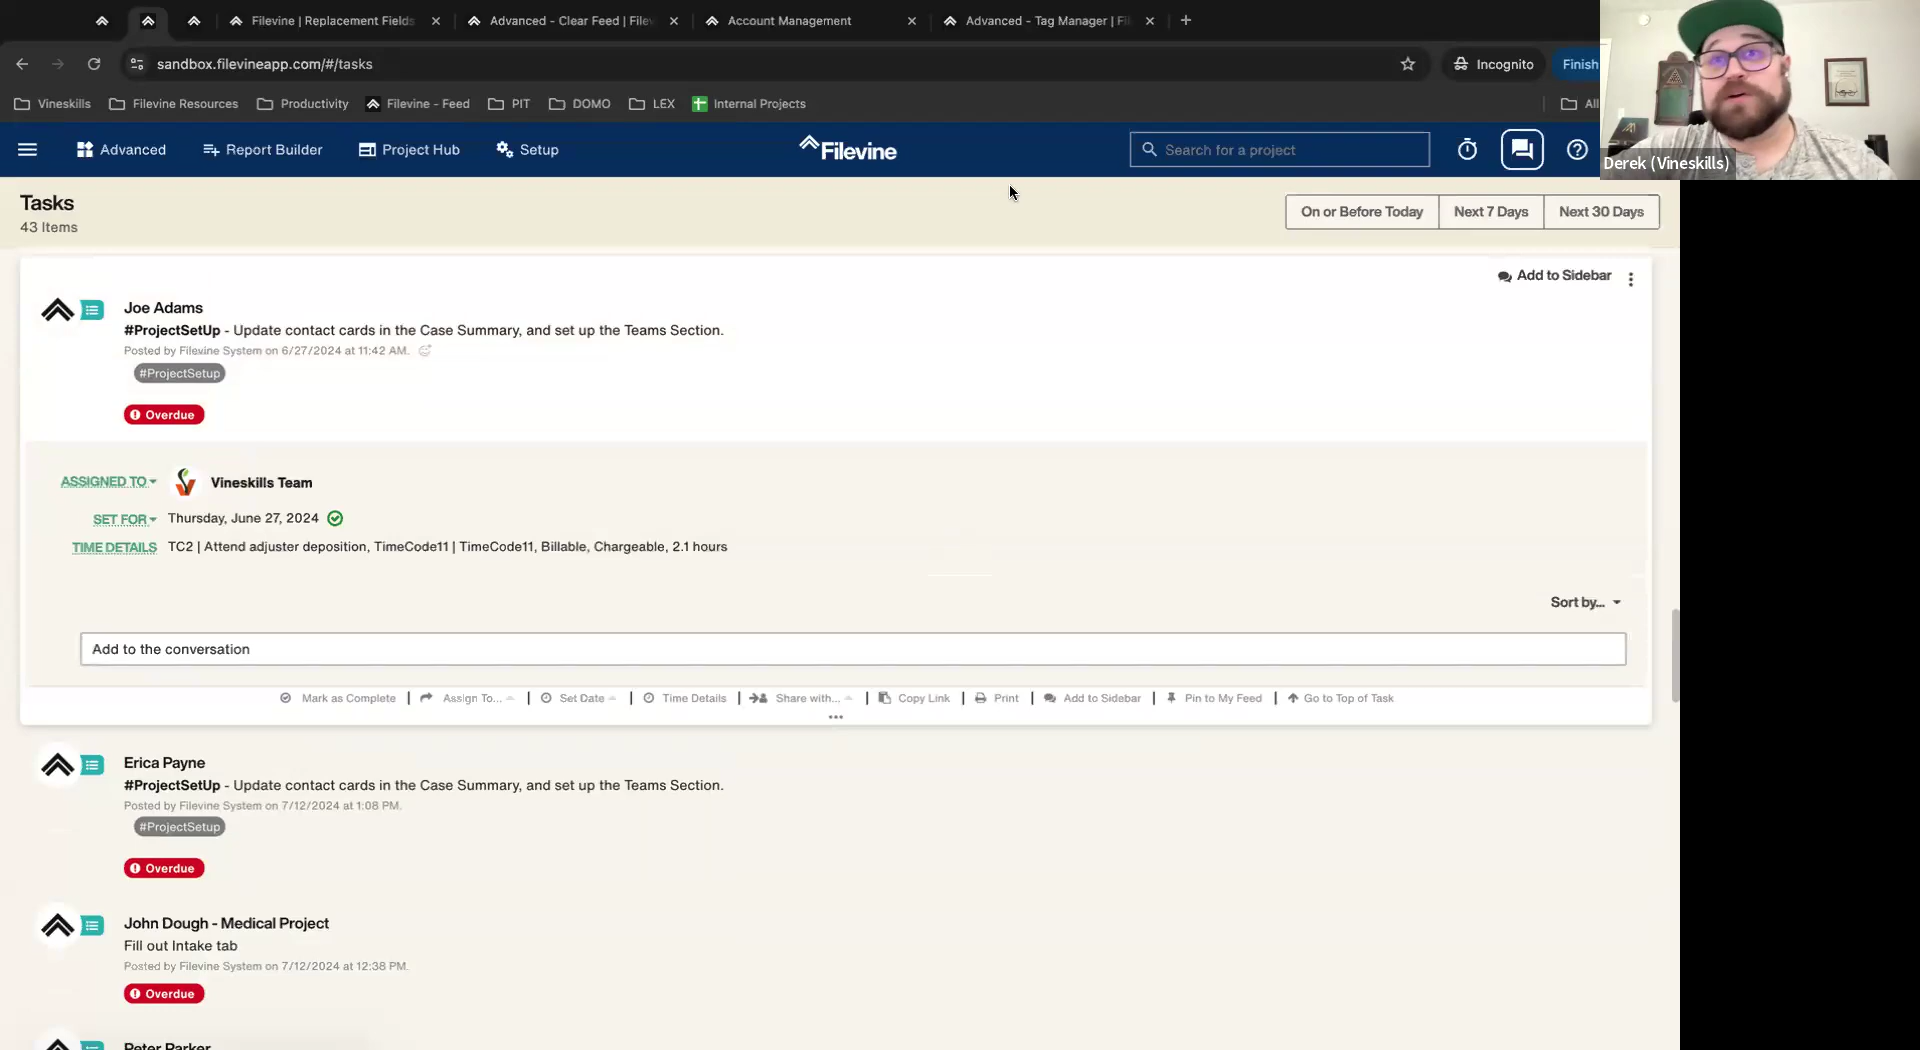 Filevine | Replacement Fields
Advanced - Clear Feed | Filev
Account Management
Advanced - Tag Manager | Fil
sandbox.filevineapp.com/#/tasks
Incognito
Finish
Vineskills
Filevine Resources
Productivity
Filevine - Feed
PIT
DOMO
LEX
Internal Projects
All
Advanced
Report Builder
Project Hub
Setup
Filevine
Search for a project
Derek (Vineskills)
Tasks
43 Items
On or Before Today
Next 7 Days
Next 30 Days
Add to Sidebar
Joe Adams
#ProjectSetUp - Update contact cards in the Case Summary, and set up the Teams Section.
Posted by Filevine System on 6/27/2024 at 11:42 AM.
#ProjectSetup
Overdue
ASSIGNED TO
Vineskills Team
SET FOR
Thursday, June 27, 2024
TIME DETAILS
TC2 | Attend adjuster deposition, TimeCode11 | TimeCode11, Billable, Chargeable, 2.1 hours
Sort by...
Add to the conversation
Mark as Complete | Assign To... | Set Date | Time Details | Share with... | Copy Link | Print | Add to Sidebar | Pin to My Feed | Go to Top of Task
Erica Payne
#ProjectSetUp - Update contact cards in the Case Summary, and set up the Teams Section.
Posted by Filevine System on 7/12/2024 at 1:08 PM.
#ProjectSetup
Overdue
John Dough - Medical Project
Fill out Intake tab
Posted by Filevine System on 7/12/2024 at 12:38 PM.
Overdue
Peter Parker